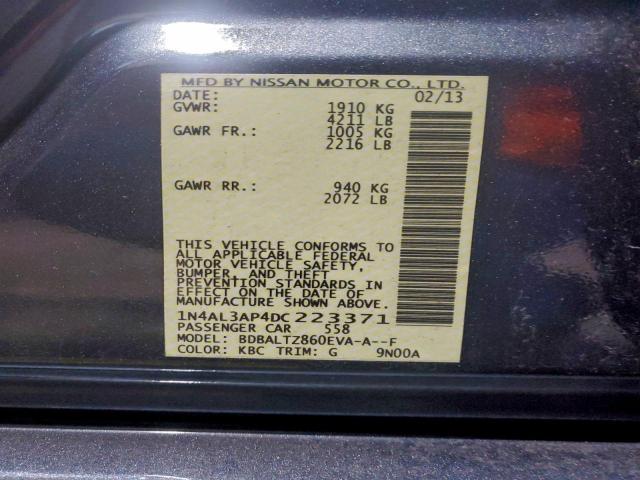 MFD BY NISSAN MOTOR CO., LTD.
DATE: 02/13
GVWR: 1910 KG
4211 LB
GAWR FR.: 1005 KG
2216 LB
GAWR RR.: 940 KG
2072 LB
THIS VEHICLE CONFORMS TO
ALL APPLICABLE FEDERAL
MOTOR VEHICLE SAFETY,
BUMPER, AND THEFT
PREVENTION STANDARDS IN
EFFECT ON THE DATE OF
MANUFACTURE SHOWN ABOVE.
1N4AL3AP4DC223371
PASSENGER CAR 558
MODEL: BDBALTZ860EVA-A--F
COLOR: KBC TRIM: G 9N00A